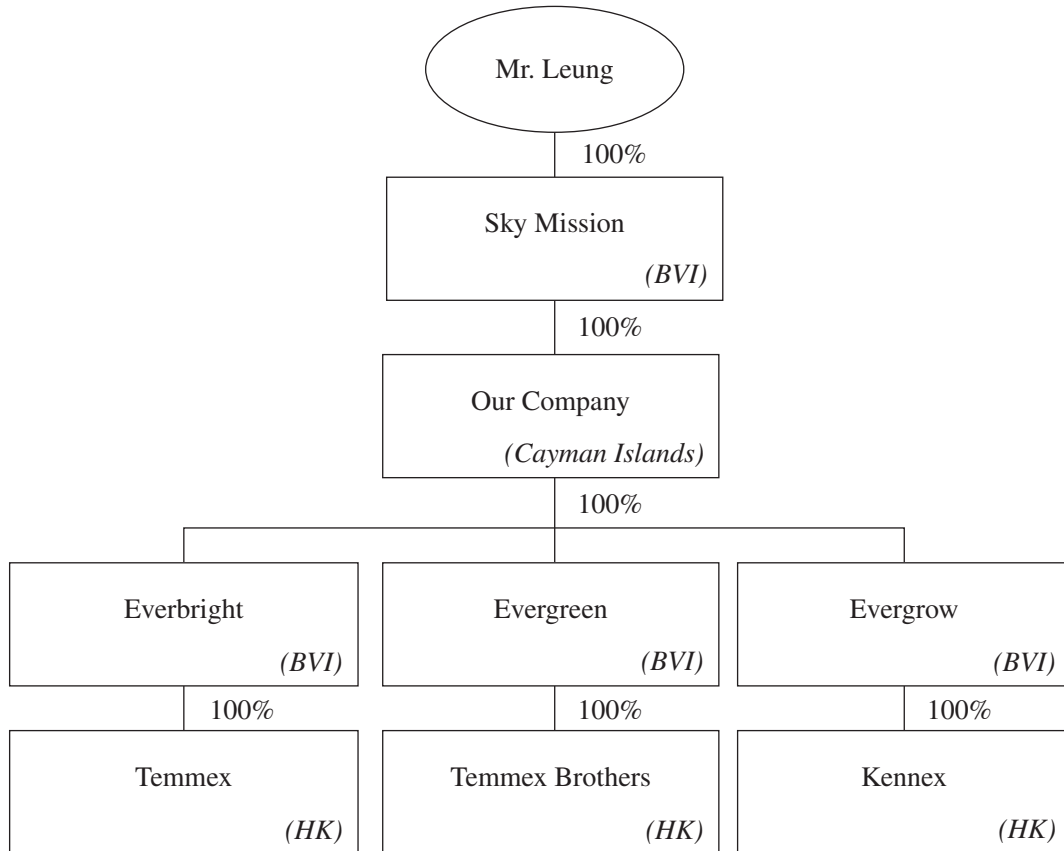 Mr. Leung
100%
Sky Mission
(BVI)
100%
Our Company
(Cayman Islands)
100%
Everbright
(BVI)
Evergreen
(BVI)
Evergrow
(BVI)
100%
100%
100%
Temmex
(HK)
Temmex Brothers
(HK)
Kennex
(HK)